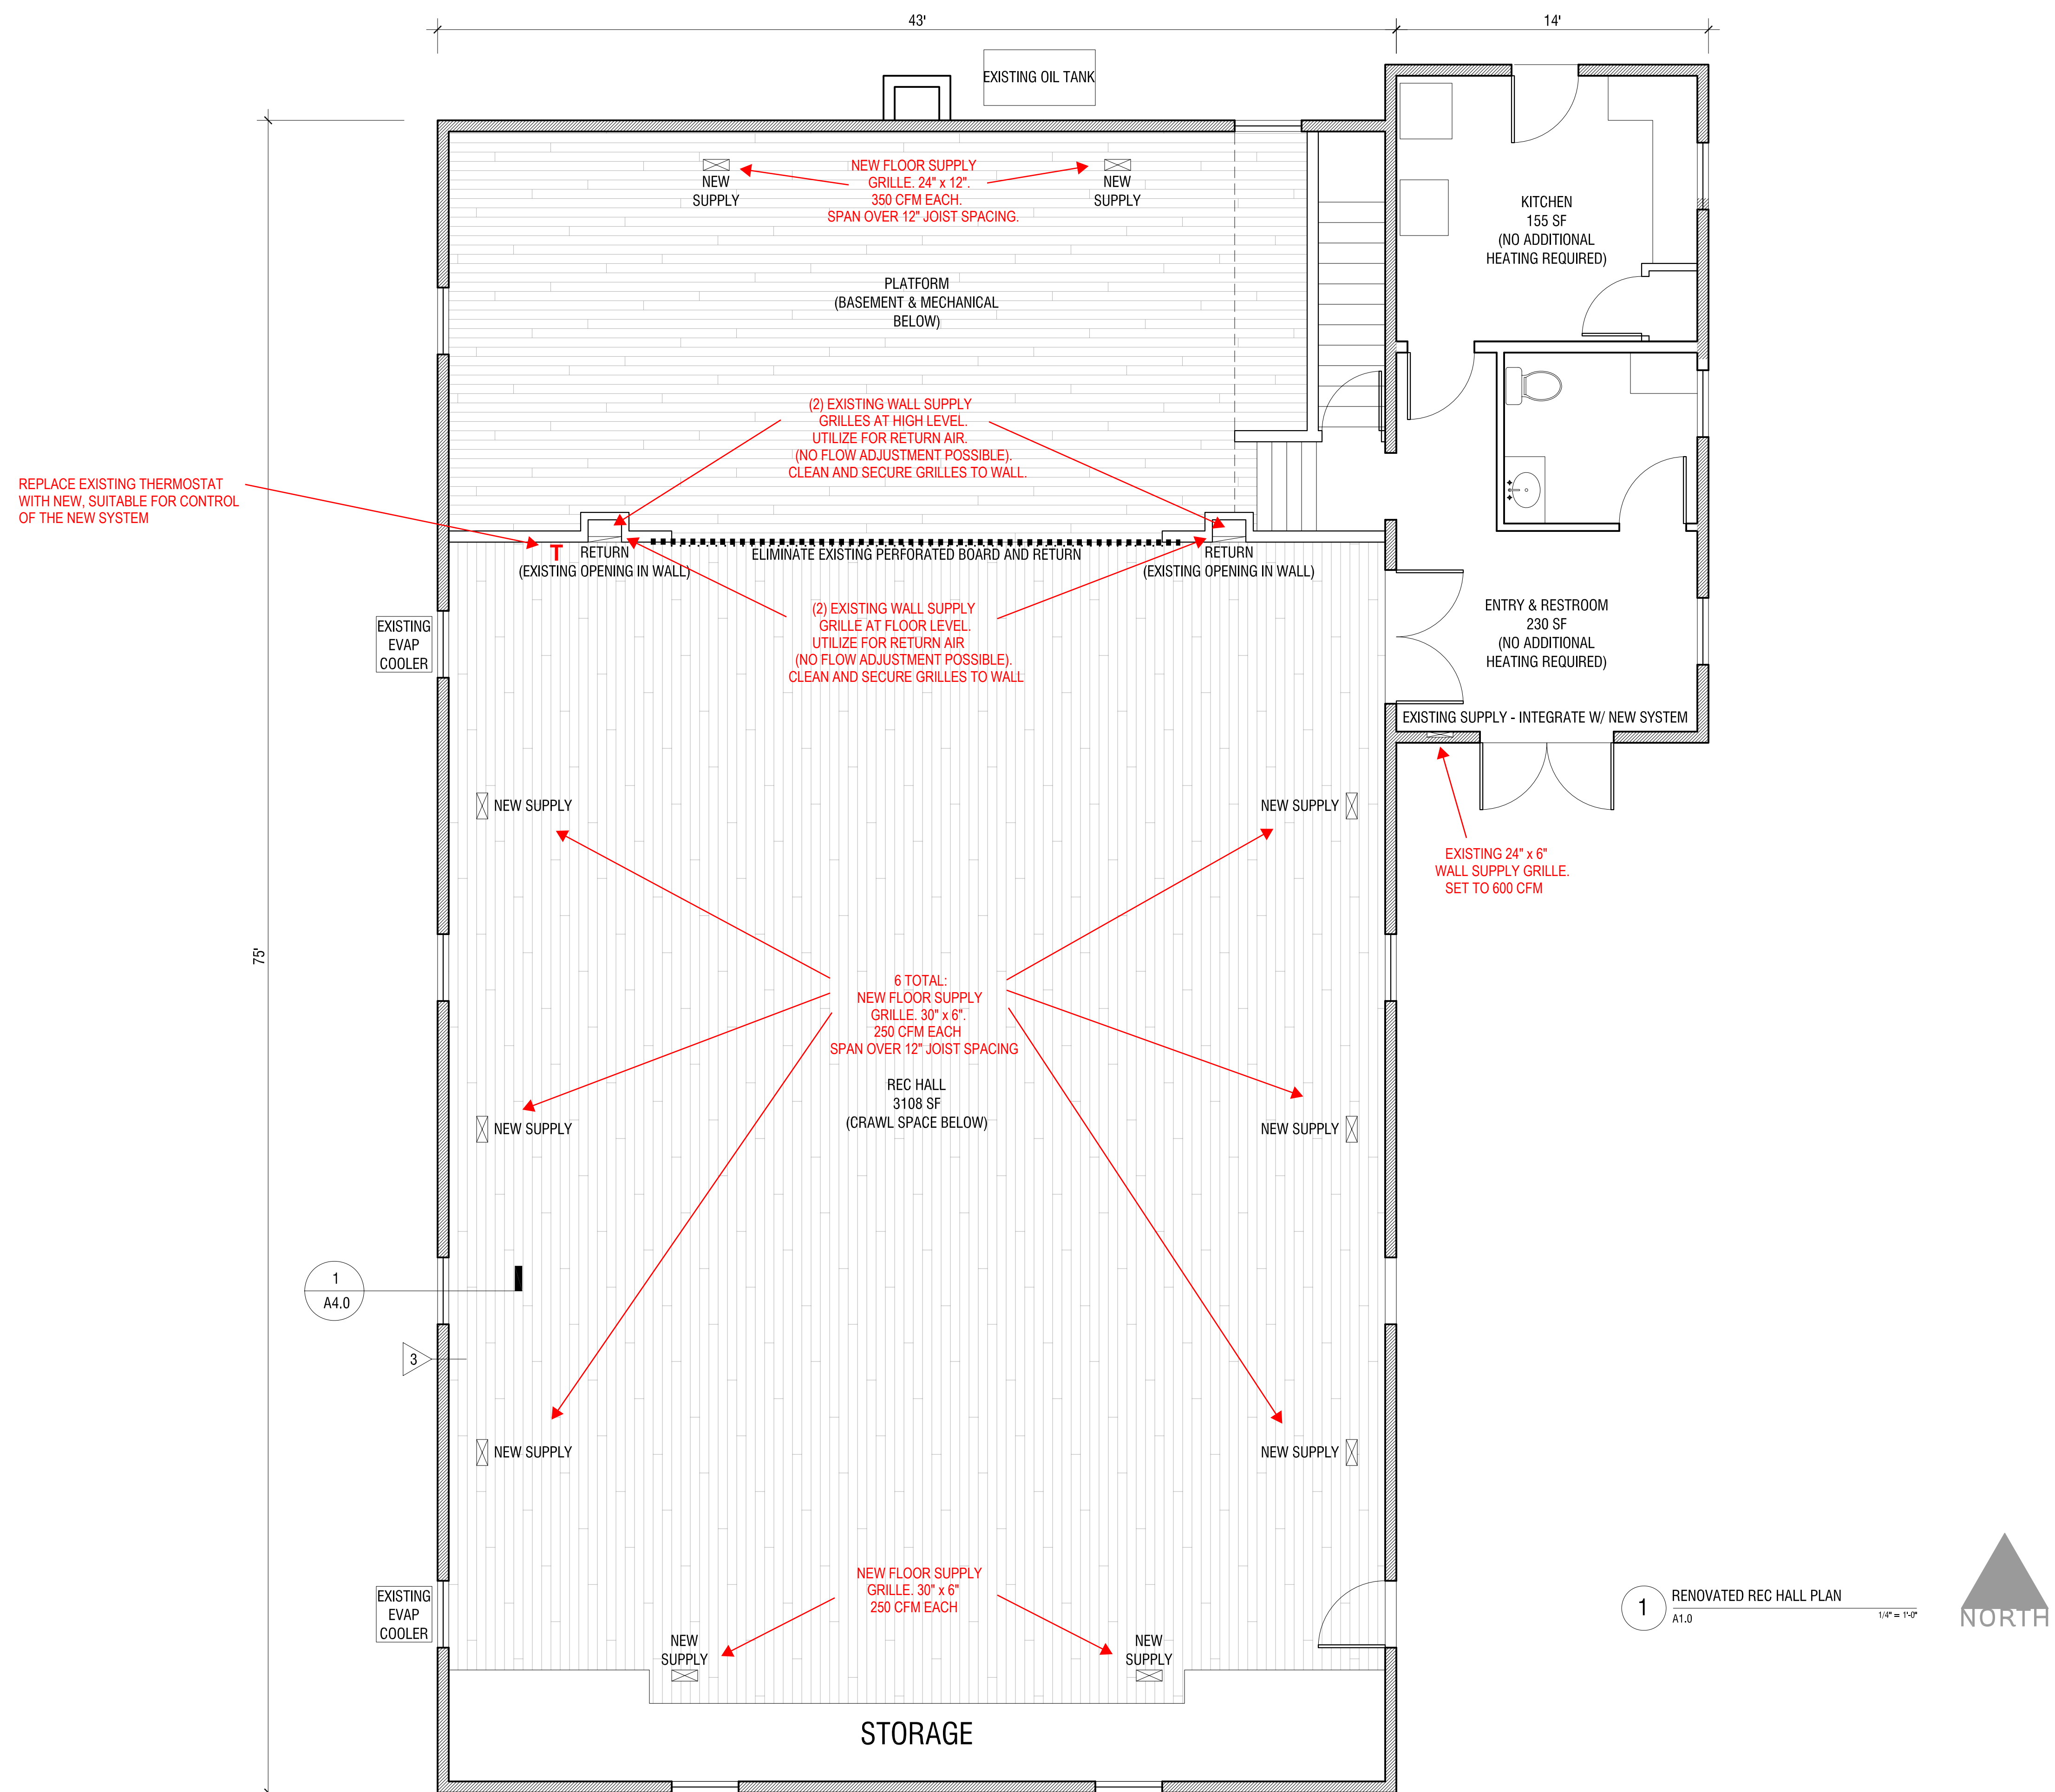 43'
14'
EXISTING OIL TANK
NEW FLOOR SUPPLY
GRILLE. 24" x 12".
350 CFM EACH.
SPAN OVER 12" JOIST SPACING.
NEW
SUPPLY
NEW
SUPPLY
KITCHEN
155 SF
(NO ADDITIONAL
HEATING REQUIRED)
PLATFORM
(BASEMENT & MECHANICAL
BELOW)
(2) EXISTING WALL SUPPLY
GRILLES AT HIGH LEVEL.
UTILIZE FOR RETURN AIR.
(NO FLOW ADJUSTMENT POSSIBLE).
CLEAN AND SECURE GRILLES TO WALL.
REPLACE EXISTING THERMOSTAT
WITH NEW, SUITABLE FOR CONTROL
OF THE NEW SYSTEM
T
RETURN
(EXISTING OPENING IN WALL)
ELIMINATE EXISTING PERFORATED BOARD AND RETURN
RETURN
(EXISTING OPENING IN WALL)
(2) EXISTING WALL SUPPLY
GRILLE AT FLOOR LEVEL.
UTILIZE FOR RETURN AIR
(NO FLOW ADJUSTMENT POSSIBLE).
CLEAN AND SECURE GRILLES TO WALL
ENTRY & RESTROOM
230 SF
(NO ADDITIONAL
HEATING REQUIRED)
EXISTING
EVAP
COOLER
EXISTING SUPPLY - INTEGRATE W/ NEW SYSTEM
NEW SUPPLY
NEW SUPPLY
EXISTING 24" x 6"
WALL SUPPLY GRILLE.
SET TO 600 CFM
75'
6 TOTAL:
NEW FLOOR SUPPLY
GRILLE. 30" x 6".
250 CFM EACH
SPAN OVER 12" JOIST SPACING
REC HALL
3108 SF
(CRAWL SPACE BELOW)
NEW SUPPLY
NEW SUPPLY
1
A4.0
3
NEW SUPPLY
NEW SUPPLY
NEW FLOOR SUPPLY
GRILLE. 30" x 6"
250 CFM EACH
EXISTING
EVAP
COOLER
NEW
SUPPLY
NEW
SUPPLY
STORAGE
1
RENOVATED REC HALL PLAN
A1.0
1/4" = 1'-0"
NORTH